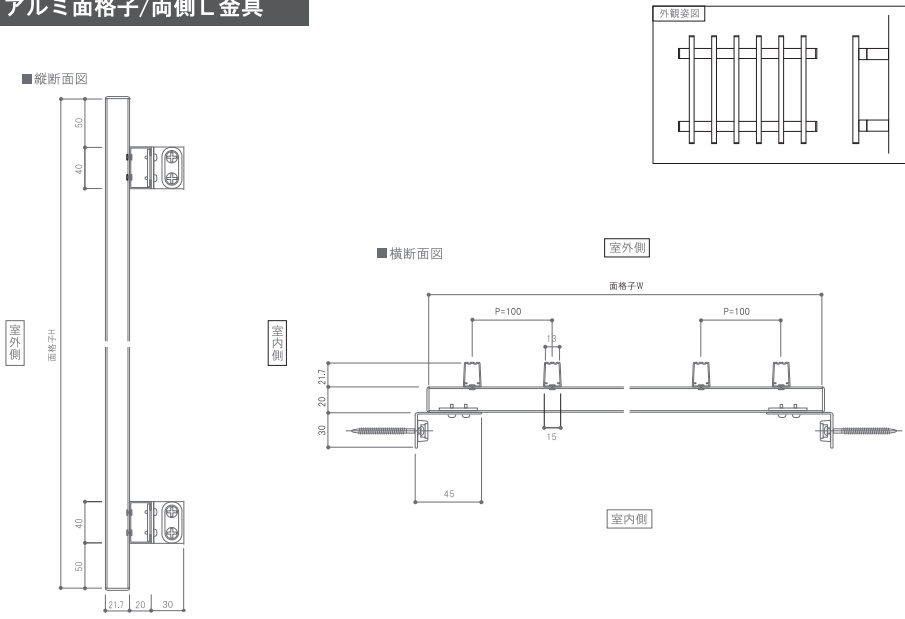 アルミ面格子/両側L金具
外観姿図
■縦断面図
50
40
室外側
面格子H
室内側
40
50
21.7
20
30
■横断面図
室外側
面格子W
P=100
P=100
13
21.7
20
30
15
45
室内側